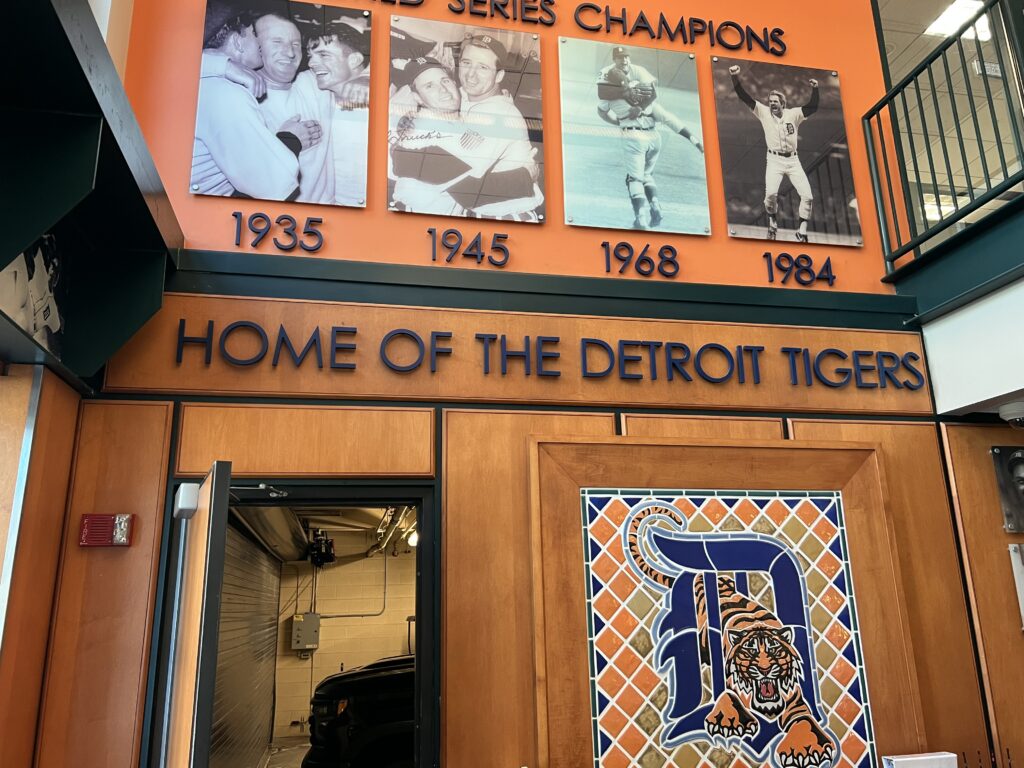 SERIES CHAMPIONS
1935
1945
1968
1984
HOME OF THE DETROIT TIGERS
D